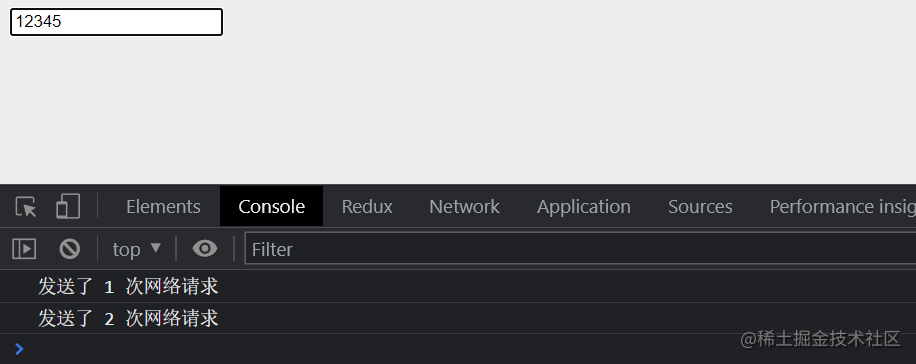 12345
Elements Console Redux Network Application Sources Performance insig
top ▼ Filter
发送了 1 次网络请求
发送了 2 次网络请求
@稀土掘金技术社区